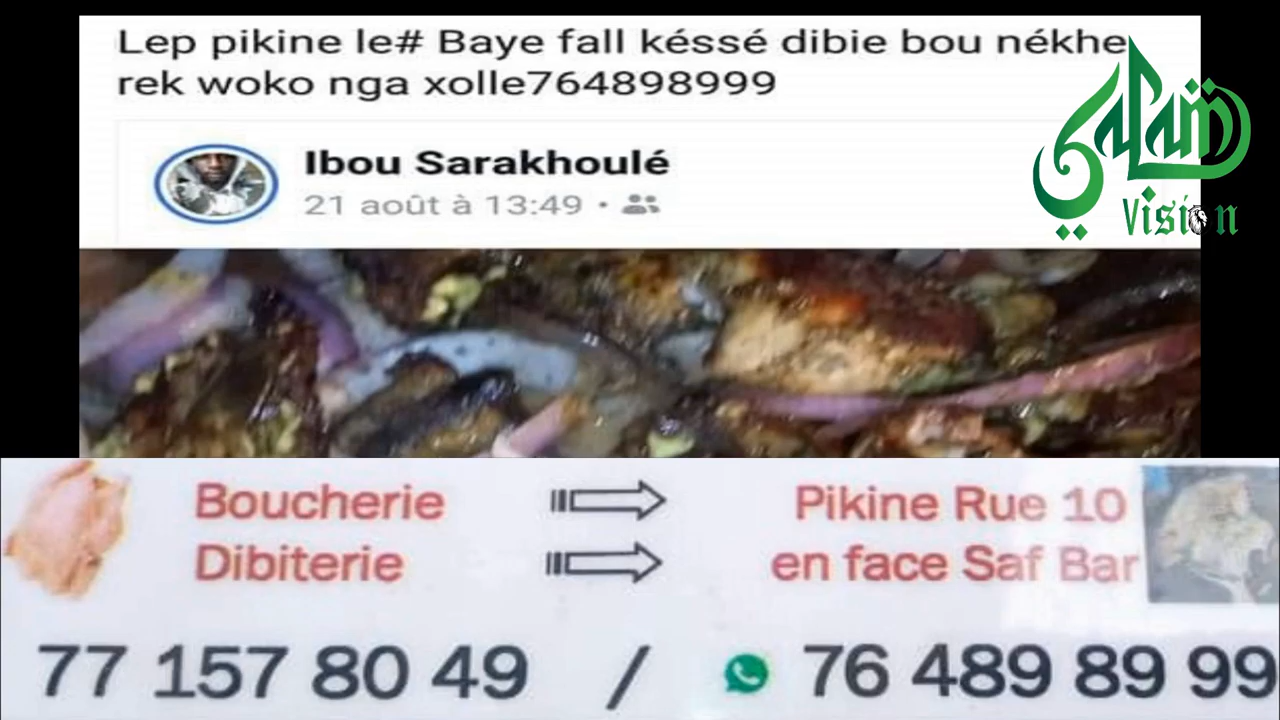 Lep pikine le# Baye fall késsé dibie bou nékhe
rek woko nga xolle764898999
Salam
Vision
Ibou Sarakhoulé
21 août à 13:49 •
Boucherie
Pikine Rue 10
Dibiterie
en face Saf Bar
77 157 80 49 / 76 489 89 99